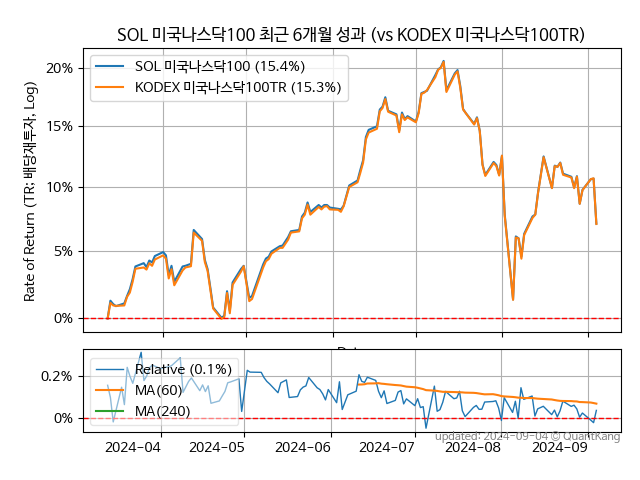 SOL 미국나스닥100 최근 6개월 성과 (vs KODEX 미국나스닥100TR)
Rate of Return (TR: 배당재투자, Log)
20%
15%
10%
5%
0%
SOL 미국나스닥100 (15.4%)
KODEX 미국나스닥100TR (15.3%)
0.2%
0%
Relative (0.1%)
MA(60)
MA(240)
2024-04
2024-05
2024-06
2024-07
2024-08
2024-09
updated: 2024-09-04 © QuantKang